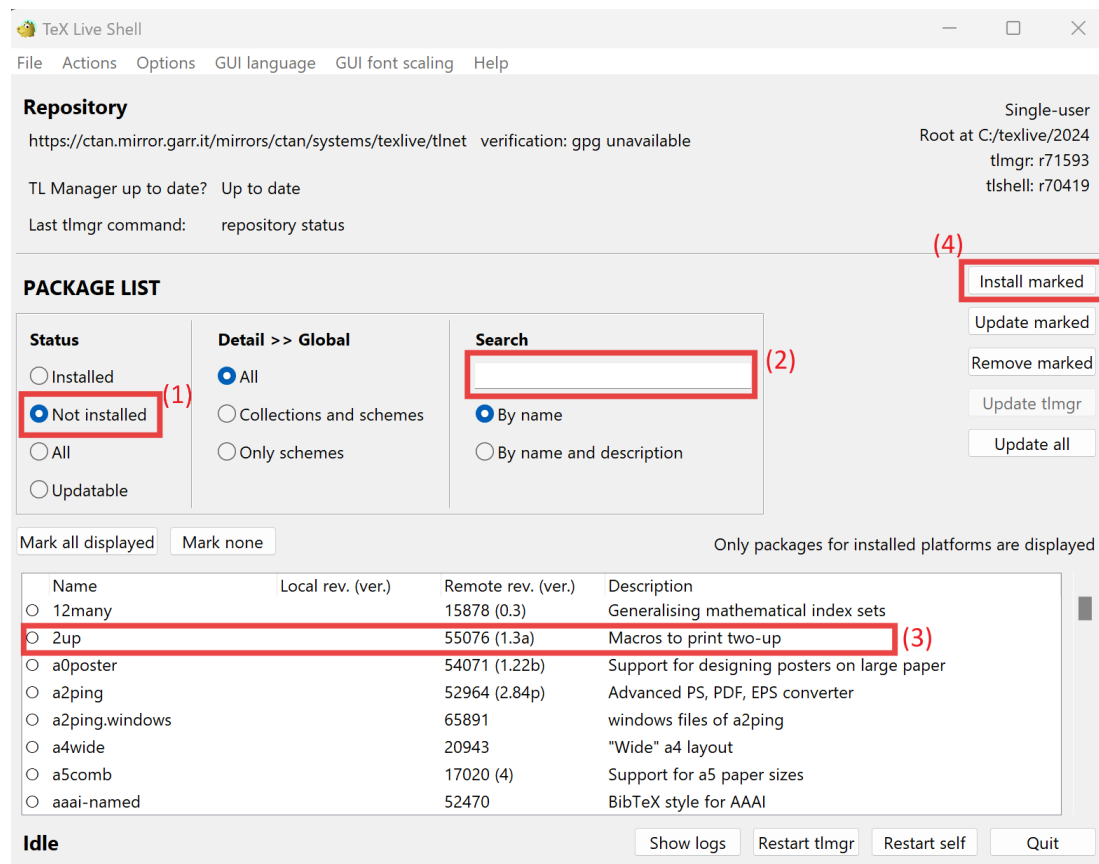 TeX Live Shell
File Actions Options GUI language GUI font scaling Help
Repository
Single-user
https://ctan.mirror.garr.it/mirrors/ctan/systems/texlive/tlnet verification: gpg unavailable
Root at C:/texlive/2024
tlmgr: r71593
TL Manager up to date? Up to date
tlshell: r70419
Last tlmgr command: repository status
(4)
PACKAGE LIST
Install marked
Update marked
Remove marked
Update tlmgr
Update all
Status
Installed
Not installed
(1)
All
Updatable
Detail >> Global
All
Collections and schemes
Only schemes
Search
(2)
By name
By name and description
Mark all displayed Mark none
Only packages for installed platforms are displayed
Name Local rev. (ver.) Remote rev. (ver.) Description
12many 15878 (0.3) Generalising mathematical index sets
2up 55076 (1.3a) Macros to print two-up (3)
a0poster 54071 (1.22b) Support for designing posters on large paper
a2ping 52964 (2.84p) Advanced PS, PDF, EPS converter
a2ping.windows 65891 windows files of a2ping
a4wide 20943 "Wide" a4 layout
a5comb 17020 (4) Support for a5 paper sizes
aaai-named 52470 BibTeX style for AAAI
Idle Show logs Restart tlmgr Restart self Quit